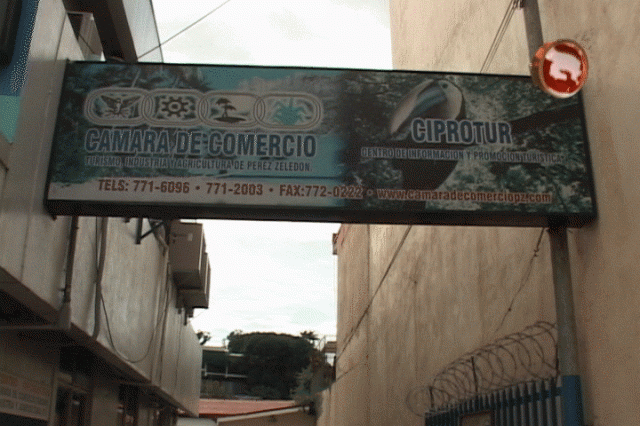 CAMARA DE COMERCIO
TURISMO, INDUSTRIA Y AGRICULTURA DE PEREZ ZELEDON.
CIPROTUR
CENTRO DE INFORMACION Y PROMOCION TURISTICA
TELS: 771-6096 • 771-2003 • FAX:772-0222 • www.camaradecomerciopz.com